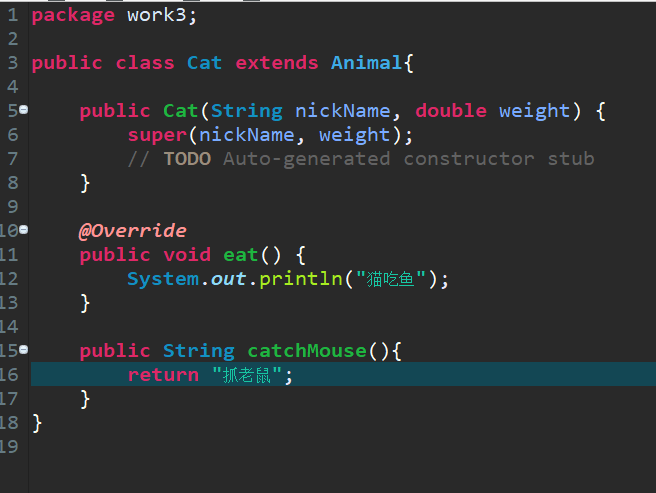 1 package work3;
2
3 public class Cat extends Animal{
4
5 public Cat(String nickName, double weight) {
6 super(nickName, weight);
7 // TODO Auto-generated constructor stub
8 }
9
10 @Override
11 public void eat() {
12 System.out.println("猫吃鱼");
13 }
14
15 public String catchMouse(){
16 return "抓老鼠";
17 }
18 }
19